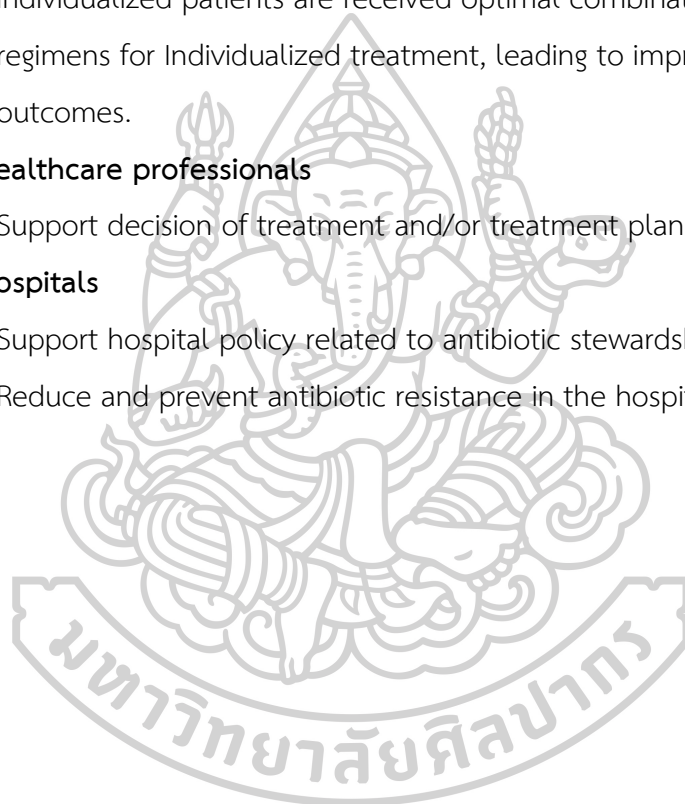 Individualized patients are received optimal combinat
regimens for Individualized treatment, leading to impr
outcomes.
ealthcare professionals
Support decision of treatment and/or treatment plan
ospitals
Support hospital policy related to antibiotic stewardsh
Reduce and prevent antibiotic resistance in the hospit
มหาวิทยาลัยศิลปากร